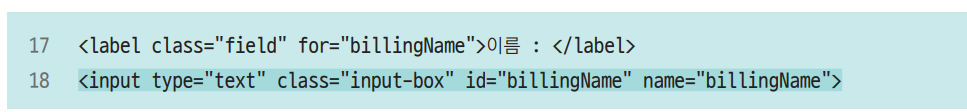 17 <label class="field" for="billingName">이름 : </label>
18 <input type="text" class="input-box" id="billingName" name="billingName">